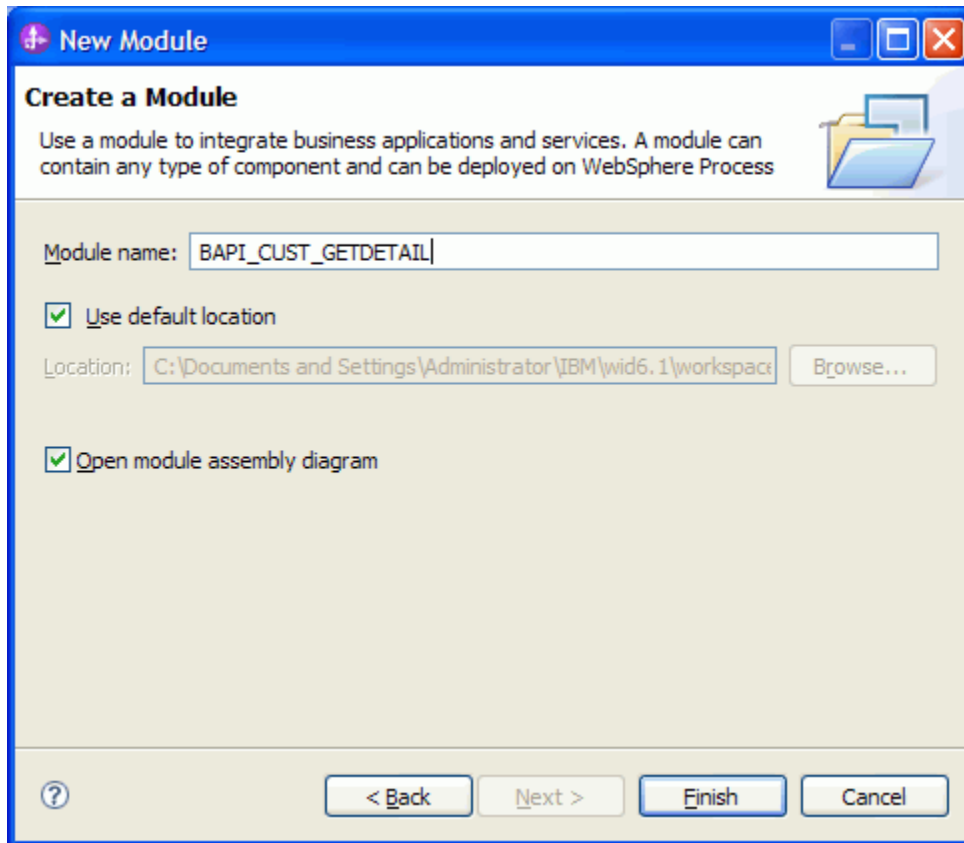 New Module
Create a Module
Use a module to integrate business applications and services. A module can
contain any type of component and can be deployed on WebSphere Process
Module name: BAPI_CUST_GETDETAIL
Use default location
Location: C:\Documents and Settings\Administrator\IBM\wid6.1\workspace
Browse...
Open module assembly diagram
? < Back Next > Finish Cancel